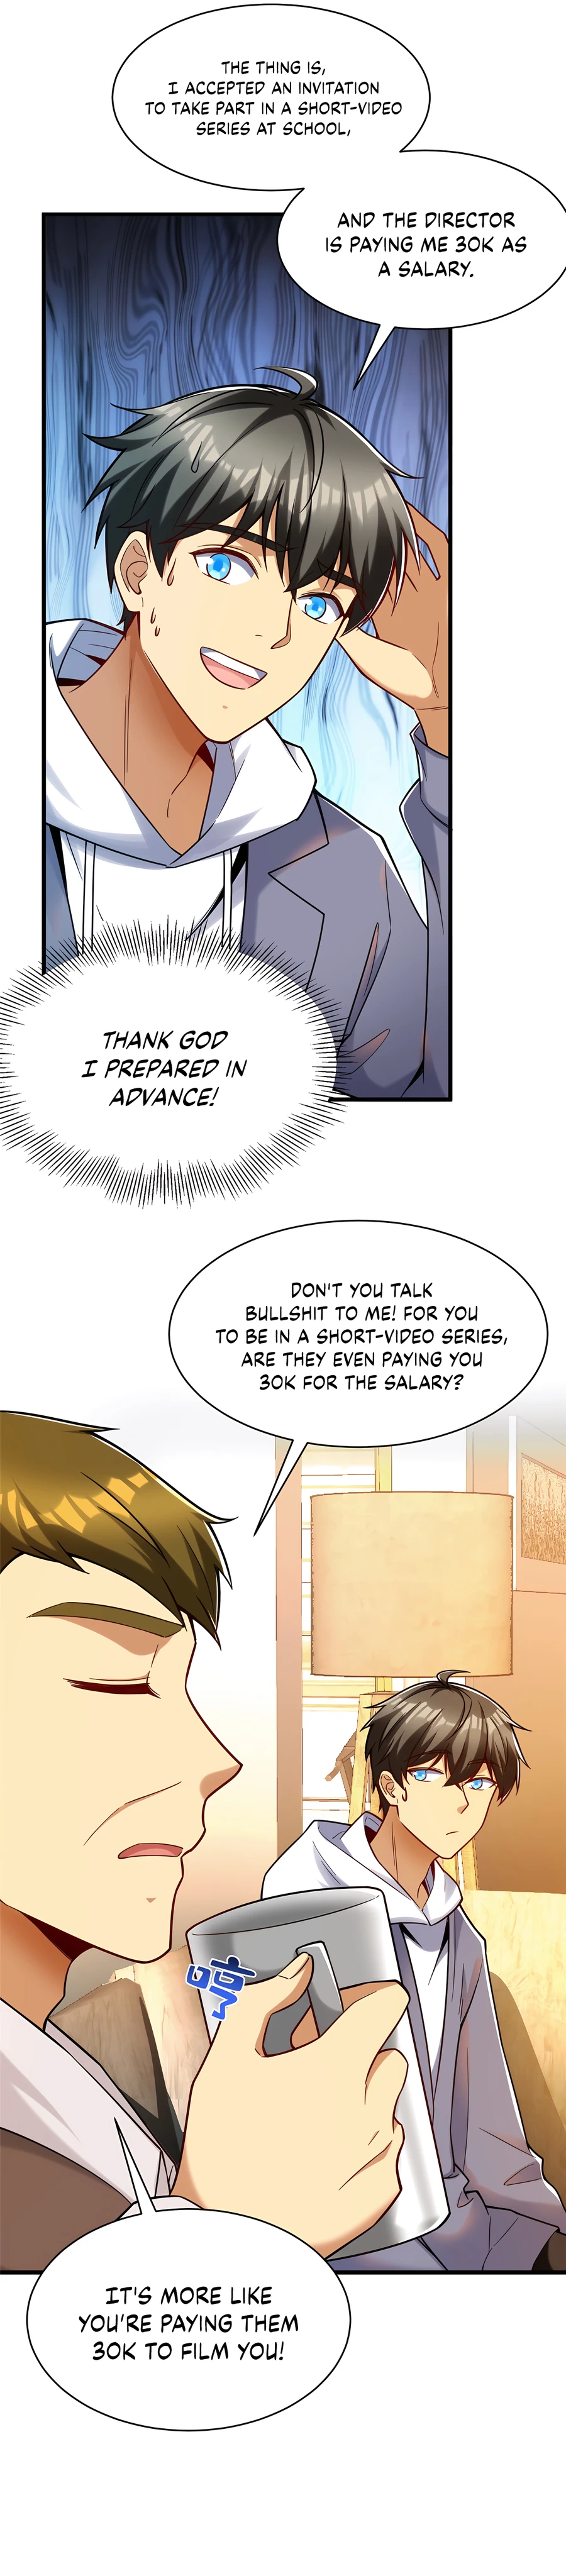 THE THING IS,
I ACCEPTED AN INVITATION
TO TAKE PART IN A SHORT-VIDEO
SERIES AT SCHOOL,
AND THE DIRECTOR
IS PAYING ME 30K AS
A SALARY.
THANK GOD
I PREPARED IN
ADVANCE!
DON'T YOU TALK
BULLSHIT TO ME! FOR YOU
TO BE IN A SHORT-VIDEO SERIES,
ARE THEY EVEN PAYING YOU
30K FOR THE SALARY?
哼
IT'S MORE LIKE
YOU'RE PAYING THEM
30K TO FILM YOU!